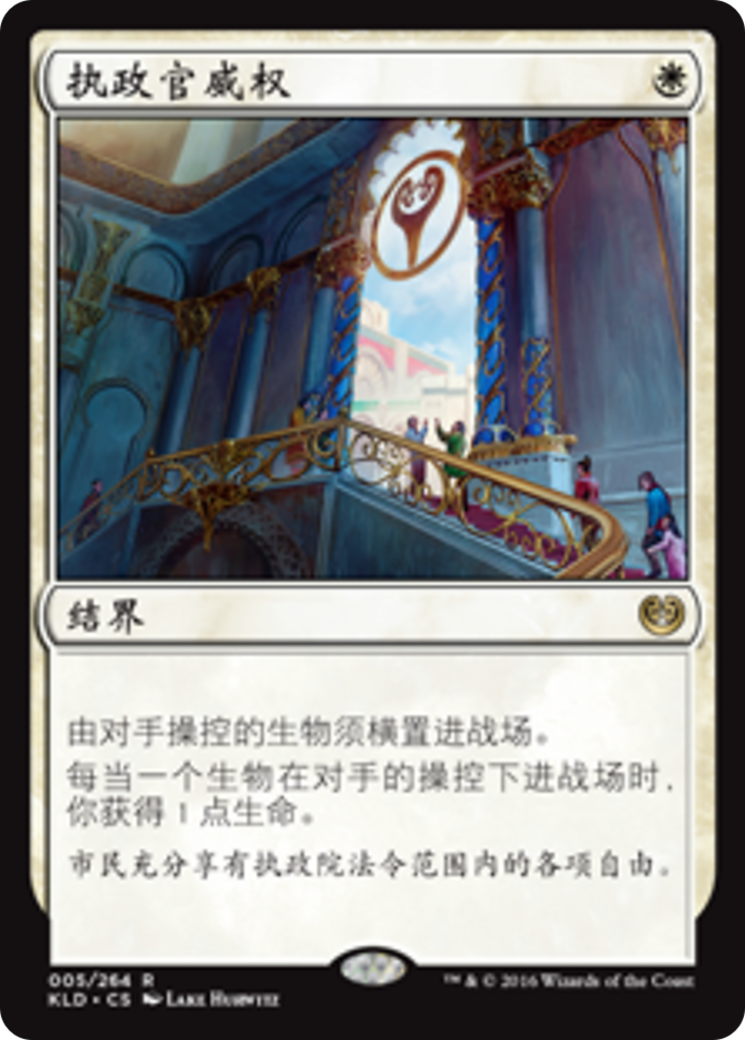 执政官威权
结界
由对手操控的生物须横置进战场。
每当一个生物在对手的操控下进战场时，
你获得1点生命。
市民充分享有执政院法令范围内的各项自由。
005/264 R
KLD • CS Lake Hurwitz
™ & © 2016 Wizards of the Coast